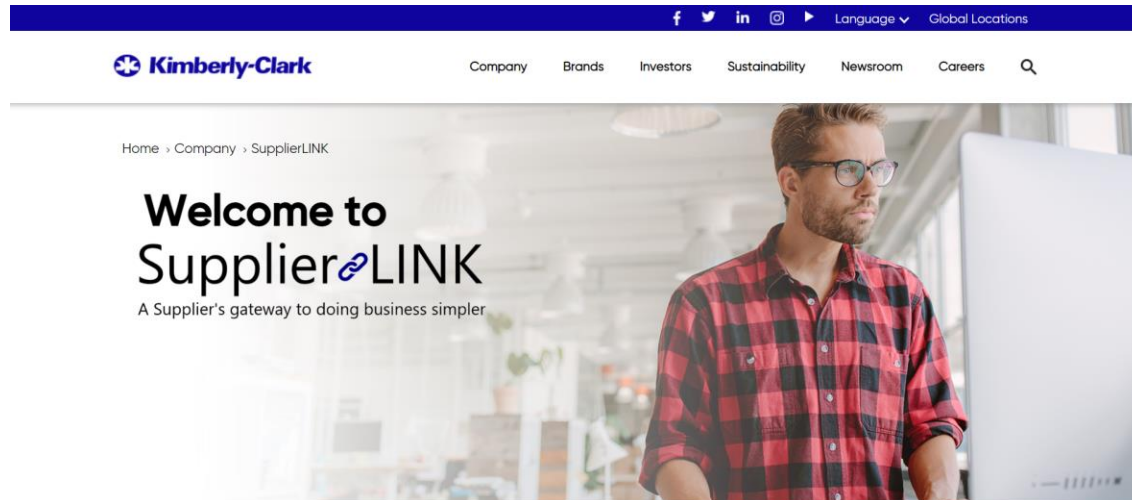 Language Global Locations
Kimberly-Clark
Company Brands Investors Sustainability Newsroom Careers
Home › Company › SupplierLINK
Welcome to
SupplierLINK
A Supplier's gateway to doing business simpler